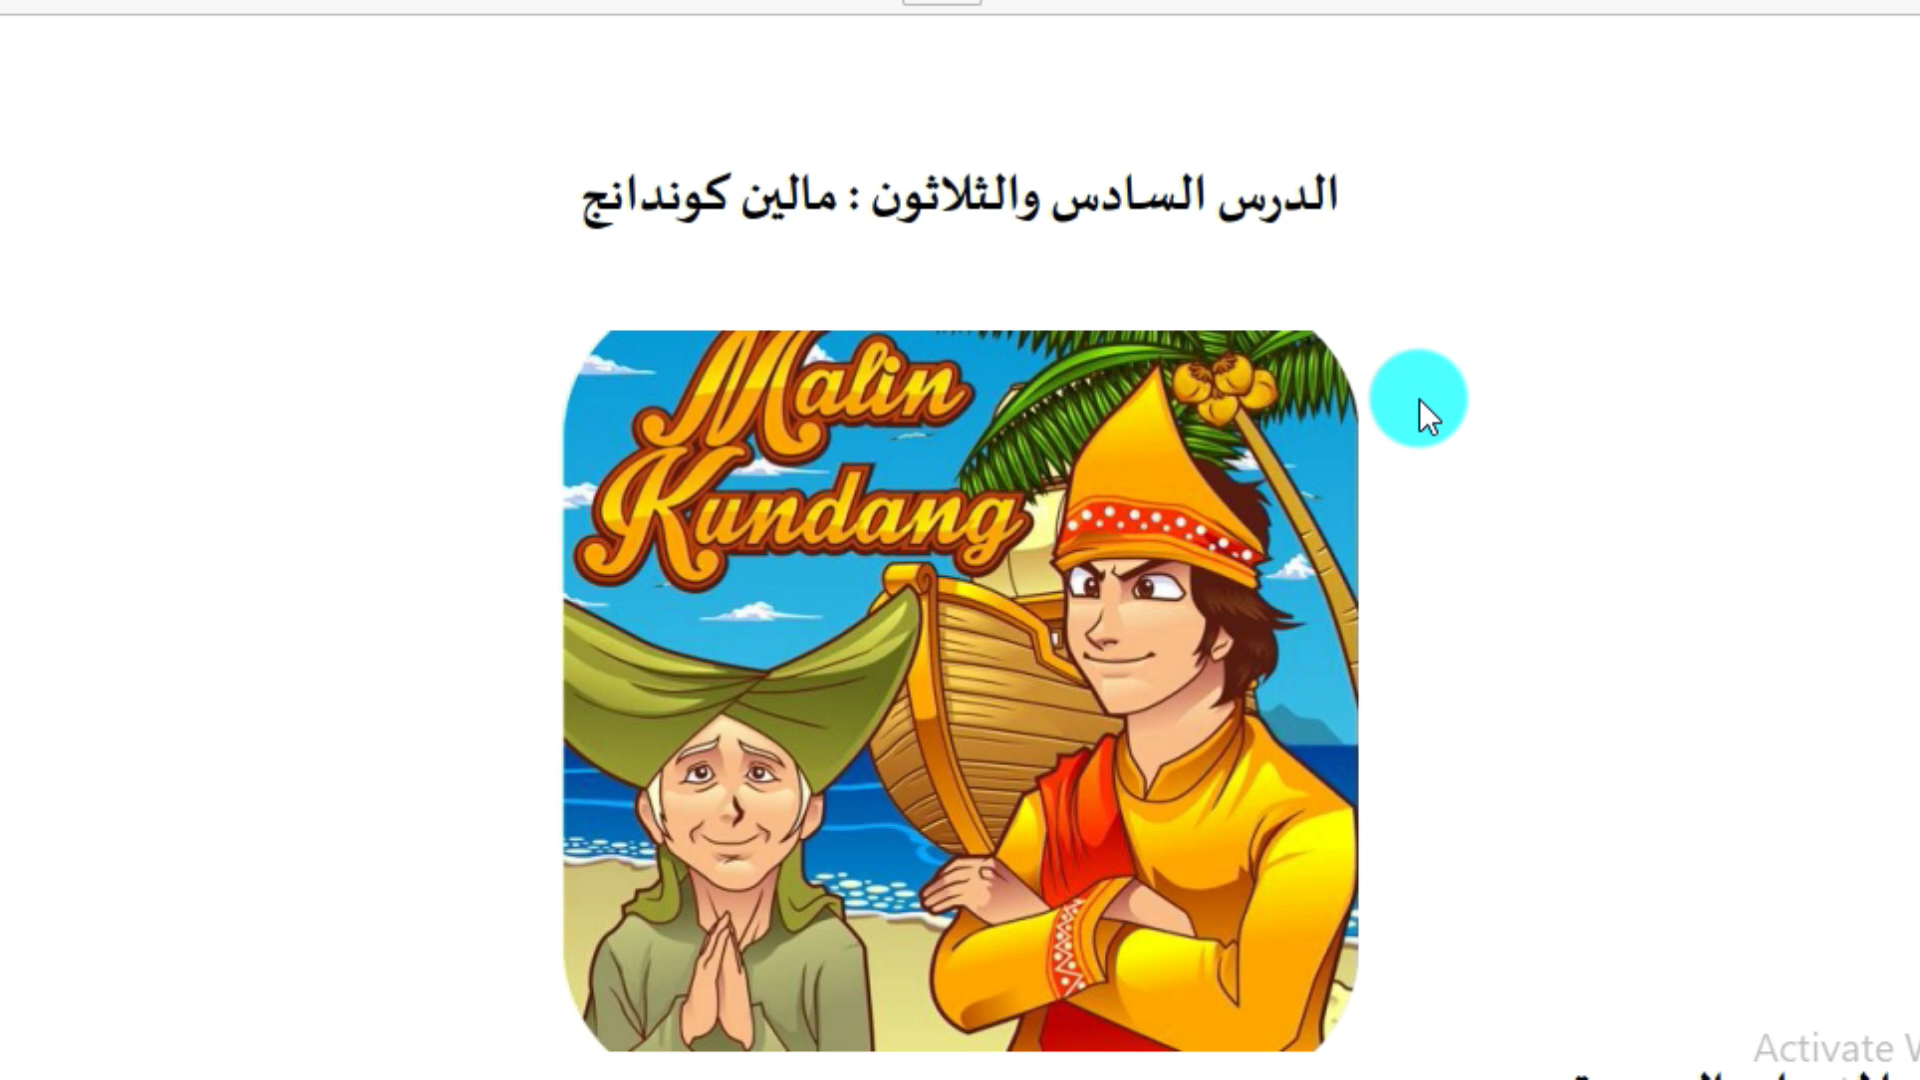 الدرس السادس والثلاثون : مالين كوندانج
Malin
Kundang
Activate